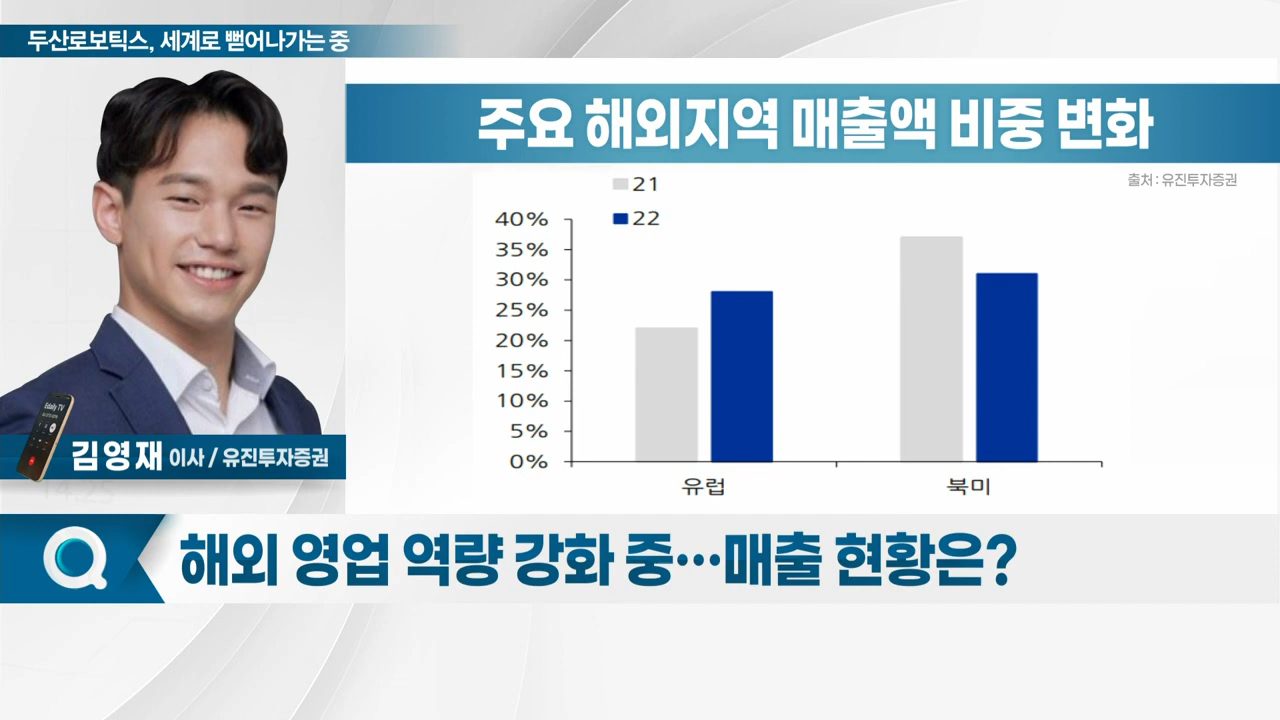 두산로보틱스, 세계로 뻗어나가는 중
주요 해외지역 매출액 비중 변화
출처 : 유진투자증권
21
22
40%
35%
30%
25%
20%
15%
10%
5%
0%
유럽
북미
Edaily TV
김영재 이사 / 유진투자증권
14:25
해외 영업 역량 강화 중…매출 현황은?